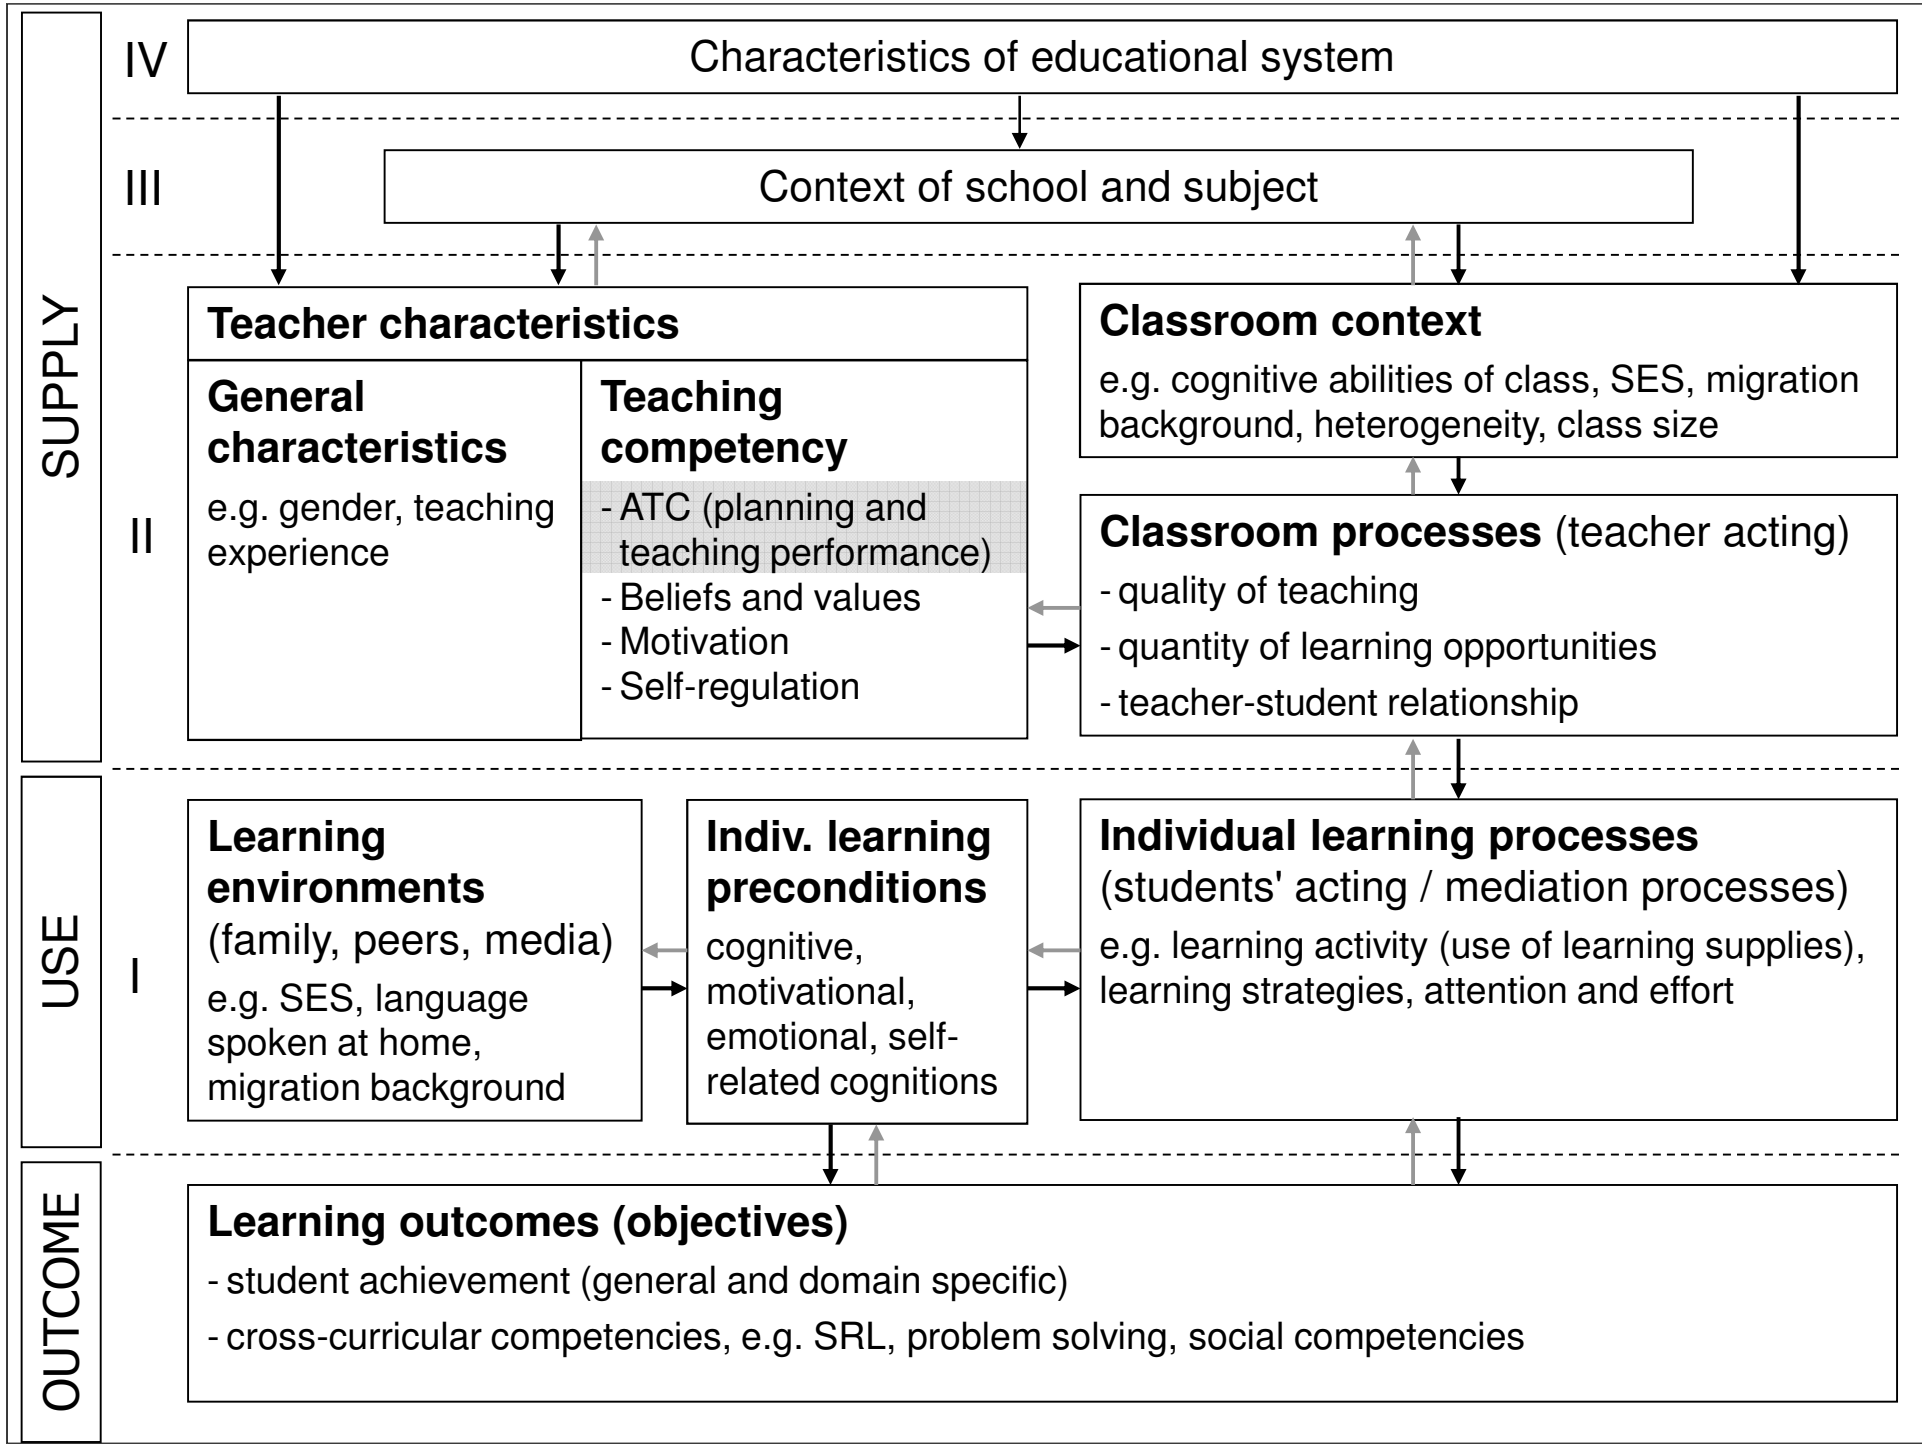 SUPPLY
IV
Characteristics of educational system
III
Context of school and subject
II
Teacher characteristics
General
characteristics
e.g. gender, teaching
experience
Teaching
competency
- ATC (planning and
teaching performance)
- Beliefs and values
- Motivation
- Self-regulation
Classroom context
e.g. cognitive abilities of class, SES, migration
background, heterogeneity, class size
Classroom processes (teacher acting)
- quality of teaching
- quantity of learning opportunities
- teacher-student relationship
USE
I
Learning
environments
(family, peers, media)
e.g. SES, language
spoken at home,
migration background
Indiv. learning
preconditions
cognitive,
motivational,
emotional, self-
related cognitions
Individual learning processes
(students' acting / mediation processes)
e.g. learning activity (use of learning supplies),
learning strategies, attention and effort
OUTCOME
Learning outcomes (objectives)
- student achievement (general and domain specific)
- cross-curricular competencies, e.g. SRL, problem solving, social competencies